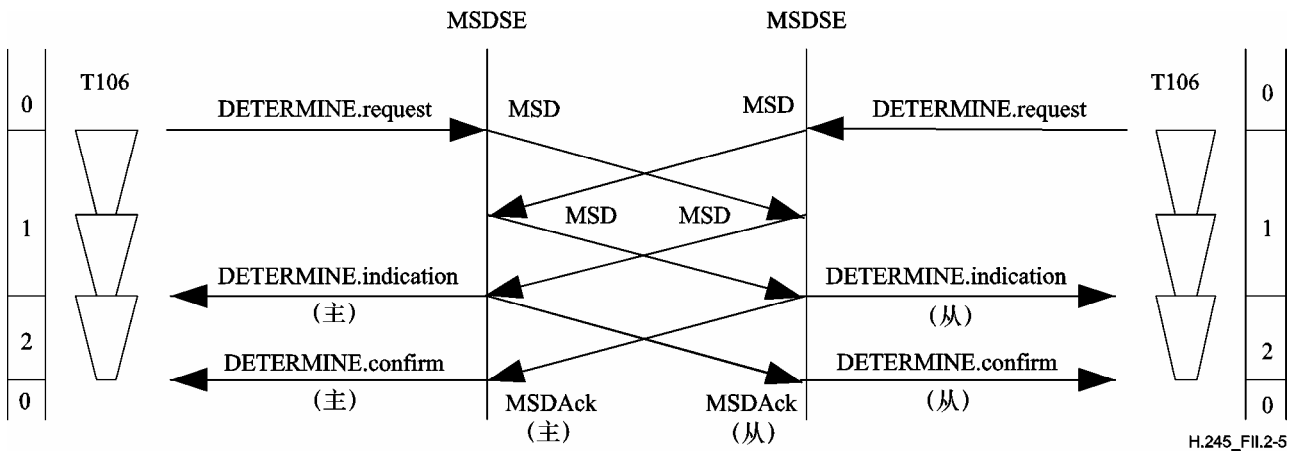 MSDSE MSDSE
T106 T106
0 0
DETERMINE.request MSD MSD DETERMINE.request
MSD MSD
1 1
DETERMINE.indication DETERMINE.indication
(主) (从)
2 2
DETERMINE.confirm DETERMINE.confirm
(主) MSDAck MSDAck (从)
0 0
(主) (从)
H.245_FII.2-5